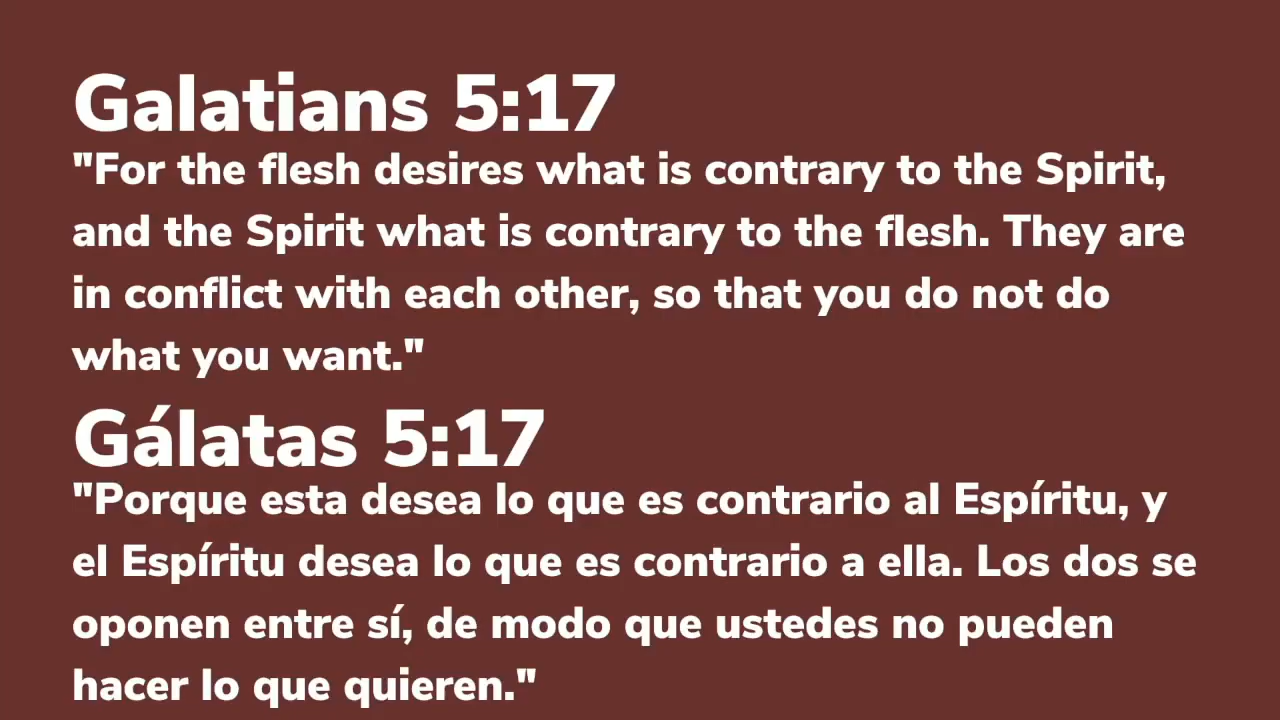 Galatians 5:17
"For the flesh desires what is contrary to the Spirit,
and the Spirit what is contrary to the flesh. They are
in conflict with each other, so that you do not do
what you want."
Gálatas 5:17
"Porque esta desea lo que es contrario al Espíritu, y
el Espíritu desea lo que es contrario a ella. Los dos se
oponen entre sí, de modo que ustedes no pueden
hacer lo que quieren."